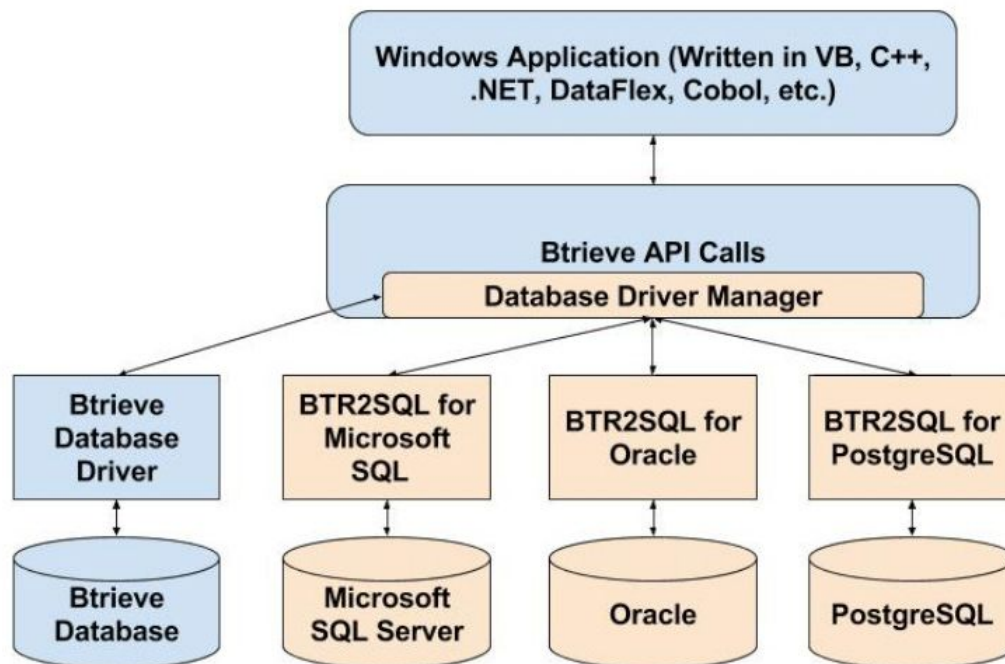 Windows Application (Written in VB, C++,
.NET, DataFlex, Cobol, etc.)
Btrieve API Calls
Database Driver Manager
Btrieve
Database
Driver
BTR2SQL for
Microsoft
SQL
BTR2SQL for
Oracle
BTR2SQL for
PostgreSQL
Btrieve
Database
Microsoft
SQL Server
Oracle
PostgreSQL